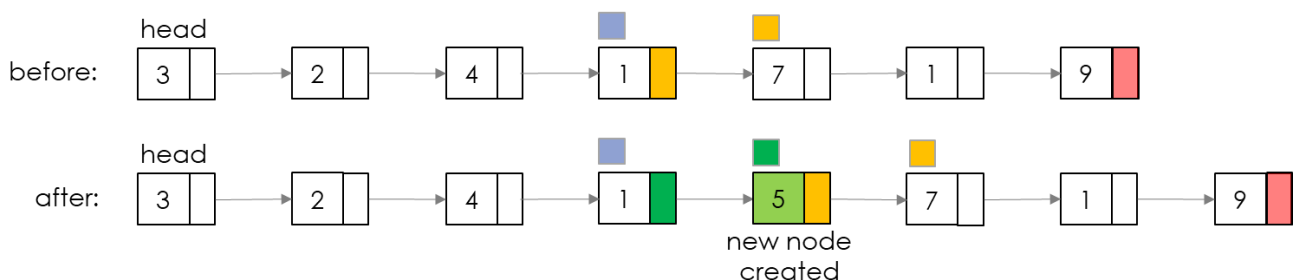 head
before: 3 2 4 1 7 1 9
head
after: 3 2 4 1 5 7 1 9
new node
created